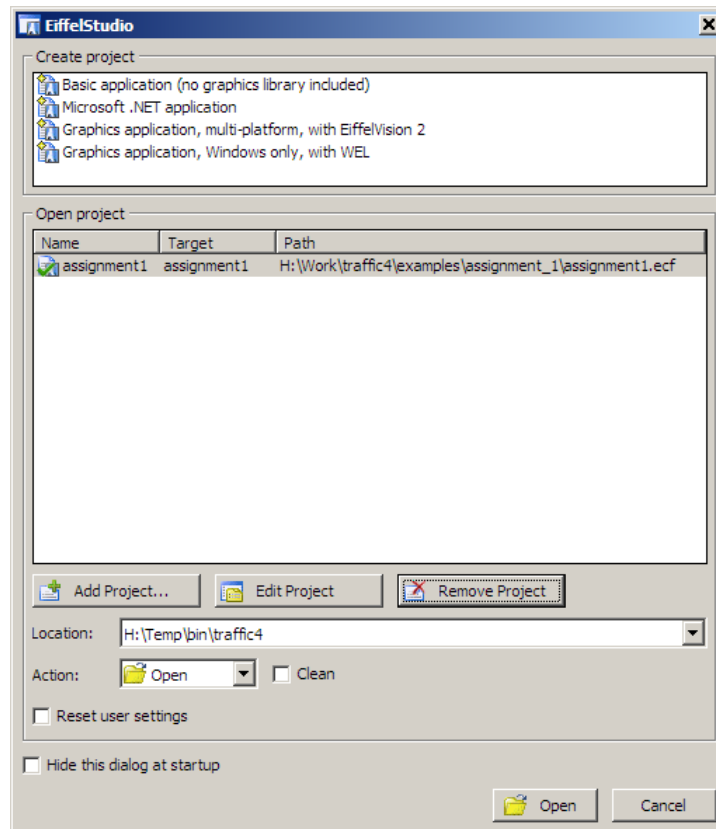 EiffelStudio
Create project
Basic application (no graphics library included)
Microsoft .NET application
Graphics application, multi-platform, with EiffelVision 2
Graphics application, Windows only, with WEL
Open project
Name Target Path
assignment1 assignment1 H:\Work\traffic4\examples\assignment_1\assignment1.ecf
Add Project... Edit Project Remove Project
Location: H:\Temp\bin\traffic4
Action: Open Clean
Reset user settings
Hide this dialog at startup
Open Cancel